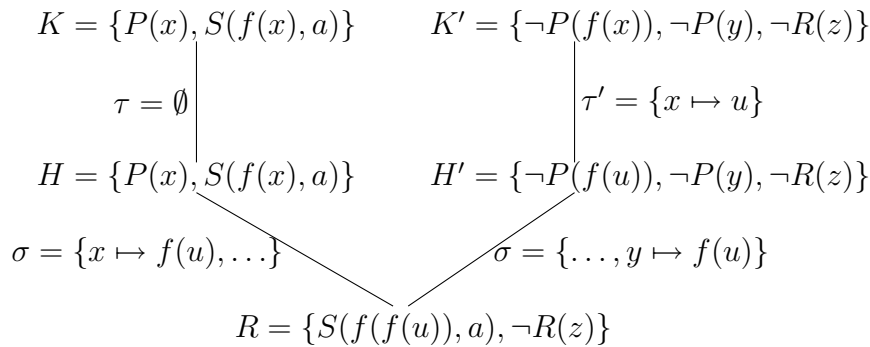 K = {P(x), S(f(x), a)} K′ = {¬P(f(x)), ¬P(y), ¬R(z)}
τ = ∅ τ′ = {x ↦ u}
H = {P(x), S(f(x), a)} H′ = {¬P(f(u)), ¬P(y), ¬R(z)}
σ = {x ↦ f(u), …} σ = {…, y ↦ f(u)}
R = {S(f(f(u)), a), ¬R(z)}